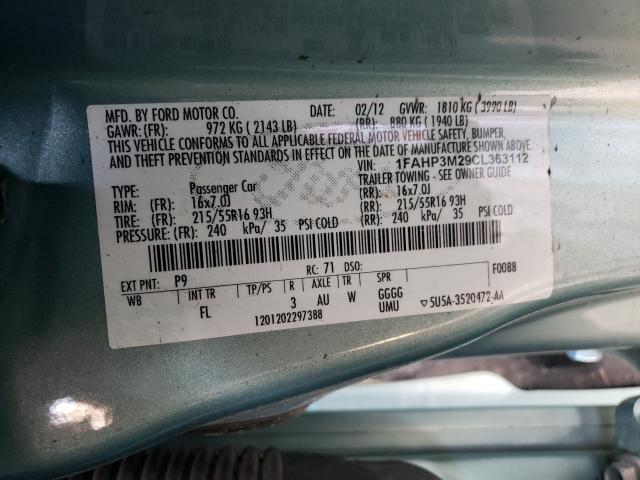 MFD. BY FORD MOTOR CO. DATE: 02/12 GVWR: 1810 KG ( 3990 LB)
GAWR: (FR): 972 KG ( 2143 LB) (RR): 880 KG ( 1940 LB)
THIS VEHICLE CONFORMS TO ALL APPLICABLE FEDERAL MOTOR VEHICLE SAFETY, BUMPER,
AND THEFT PREVENTION STANDARDS IN EFFECT ON THE DATE OF MANUFACTURE SHOWN ABOVE.
VIN: 1FAHP3M29CL363112
TYPE: Passenger Car TRAILER TOWING - SEE OWNER GUIDE
RIM: (FR): 16x7.0J (RR): 16x7.0J
TIRE: (FR): 215/55R16 93H (RR): 215/55R16 93H
PRESSURE: (FR): 240 kPa/ 35 PSI COLD (RR): 240 kPa/ 35 PSI COLD
EXT PNT: P9 RC: 71 DSO: F0088
WB INT TR TP/PS R AXLE TR SPR
FL 3 AU W GGGG ▽5U5A-3520472-AA
1201202297388 UMU